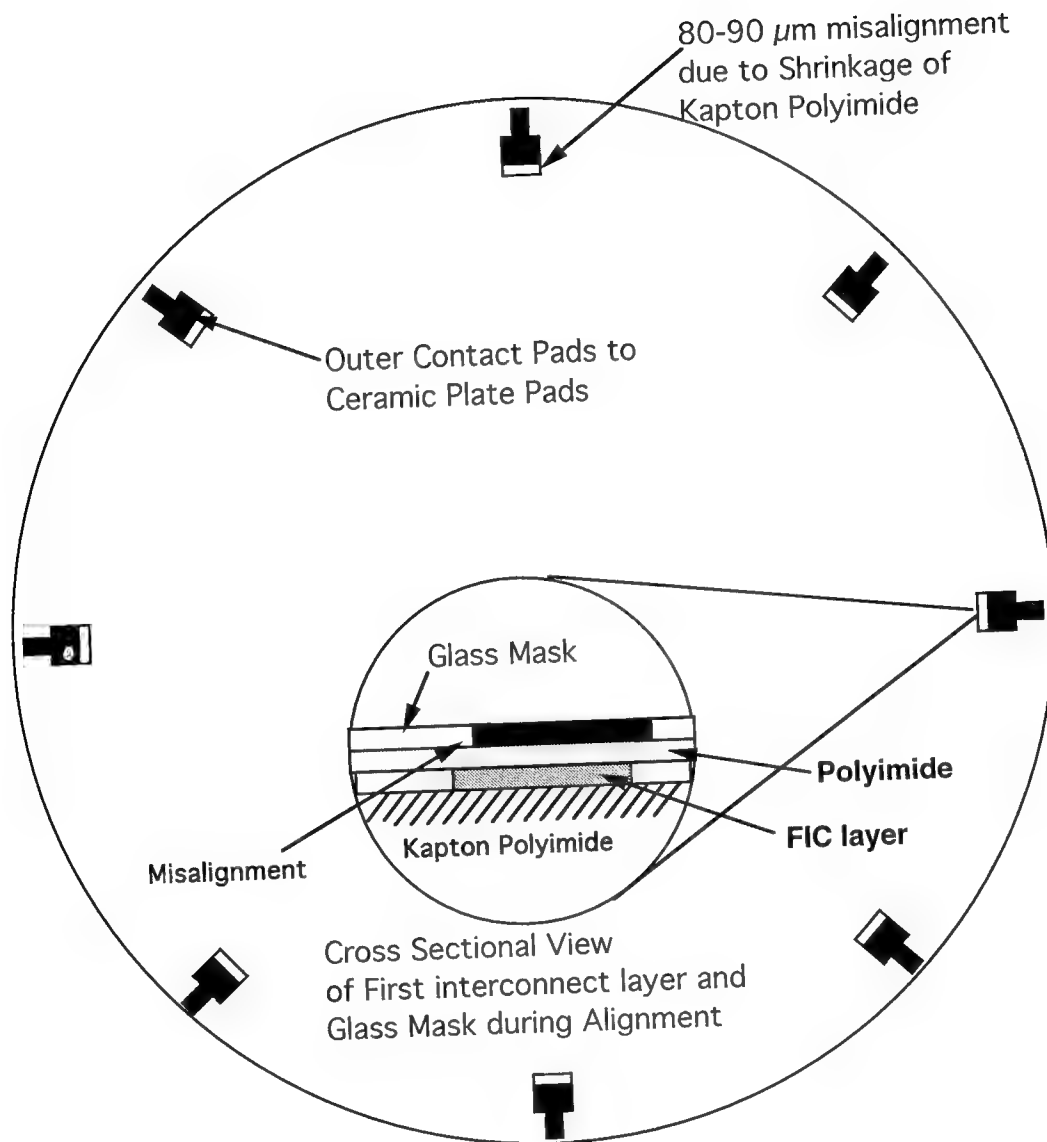 80-90 μm misalignment
due to Shrinkage of
Kapton Polyimide
Outer Contact Pads to
Ceramic Plate Pads
Glass Mask
Polyimide
FIC layer
Kapton Polyimide
Misalignment
Cross Sectional View
of First interconnect layer and
Glass Mask during Alignment